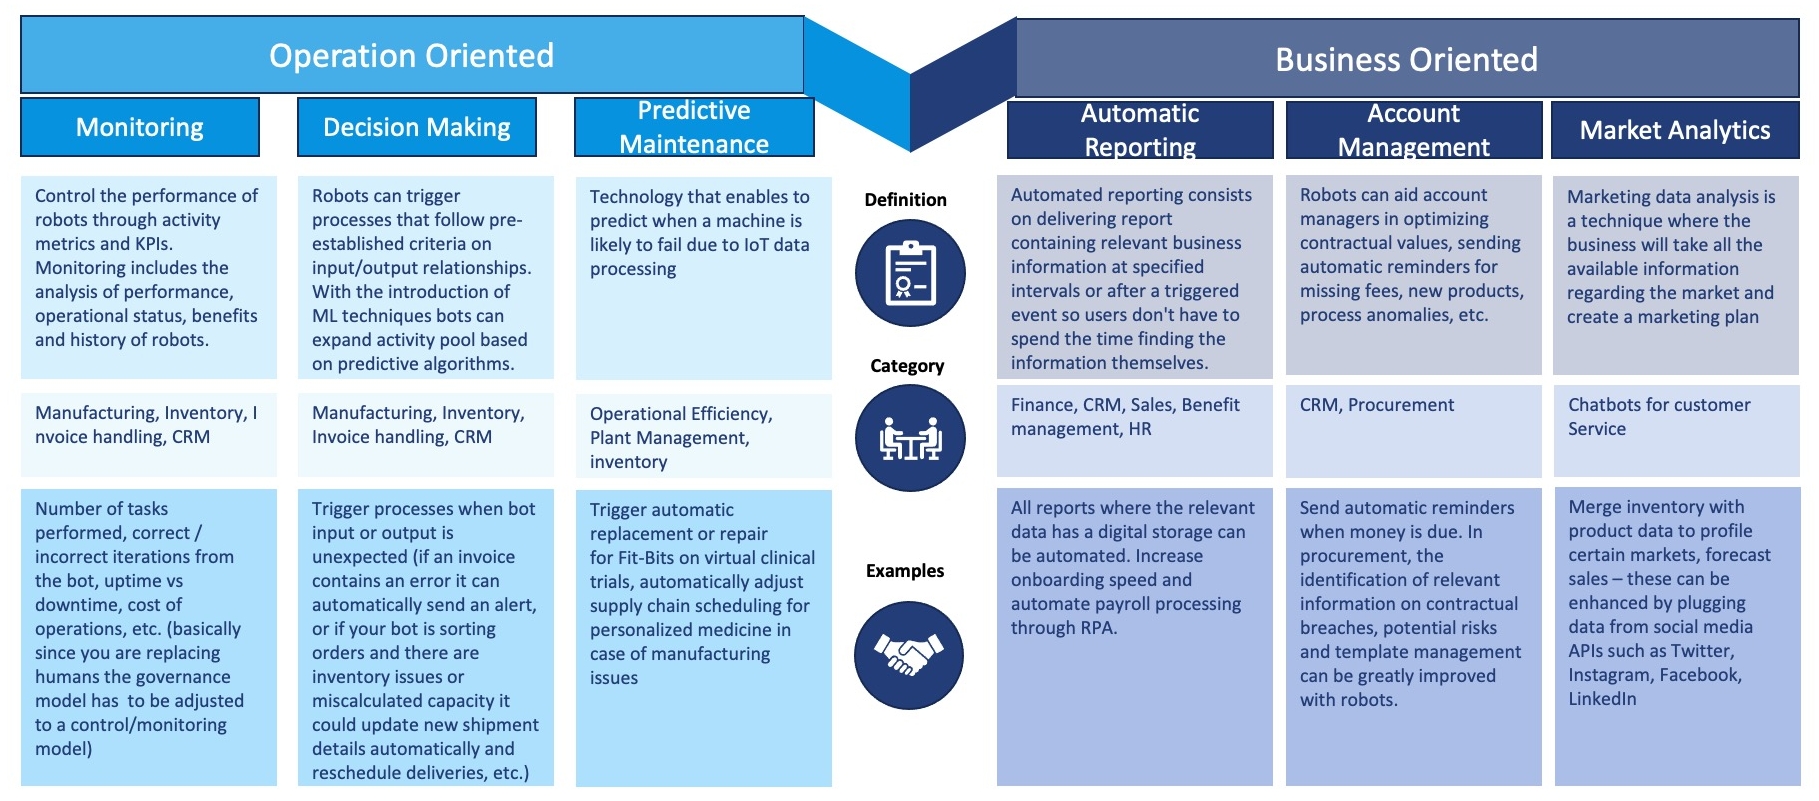 Operation Oriented
Business Oriented
Monitoring
Decision Making
Predictive
Maintenance
Automatic
Reporting
Account
Management
Market Analytics
Control the performance of
robots through activity
metrics and KPIs.
Monitoring includes the
analysis of performance,
operational status, benefits
and history of robots.
Robots can trigger
processes that follow pre-
established criteria on
input/output relationships.
With the introduction of
ML techniques bots can
expand activity pool based
on predictive algorithms.
Technology that enables to
predict when a machine is
likely to fail due to IoT data
processing
Definition
Automated reporting consists
on delivering report
containing relevant business
information at specified
intervals or after a triggered
event so users don't have to
spend the time finding the
information themselves.
Robots can aid account
managers in optimizing
contractual values, sending
automatic reminders for
missing fees, new products,
process anomalies, etc.
Marketing data analysis is
a technique where the
business will take all the
available information
regarding the market and
create a marketing plan
Manufacturing, Inventory, I
nvoice handling, CRM
Manufacturing, Inventory,
Invoice handling, CRM
Operational Efficiency,
Plant Management,
inventory
Category
Finance, CRM, Sales, Benefit
management, HR
CRM, Procurement
Chatbots for customer
Service
Number of tasks
performed, correct /
incorrect iterations from
the bot, uptime vs
downtime, cost of
operations, etc. (basically
since you are replacing
humans the governance
model has  to be adjusted
to a control/monitoring
model)
Trigger processes when bot
input or output is
unexpected (if an invoice
contains an error it can
automatically send an alert,
or if your bot is sorting
orders and there are
inventory issues or
miscalculated capacity it
could update new shipment
details automatically and
reschedule deliveries, etc.)
Trigger automatic
replacement or repair
for Fit-Bits on virtual clinical
trials, automatically adjust
supply chain scheduling for
personalized medicine in
case of manufacturing
issues
Examples
All reports where the relevant
data has a digital storage can
be automated. Increase
onboarding speed and
automate payroll processing
through RPA.
Send automatic reminders
when money is due. In
procurement, the
identification of relevant
information on contractual
breaches, potential risks
and template management
can be greatly improved
with robots.
Merge inventory with
product data to profile
certain markets, forecast
sales – these can be
enhanced by plugging
data from social media
APIs such as Twitter,
Instagram, Facebook,
LinkedIn